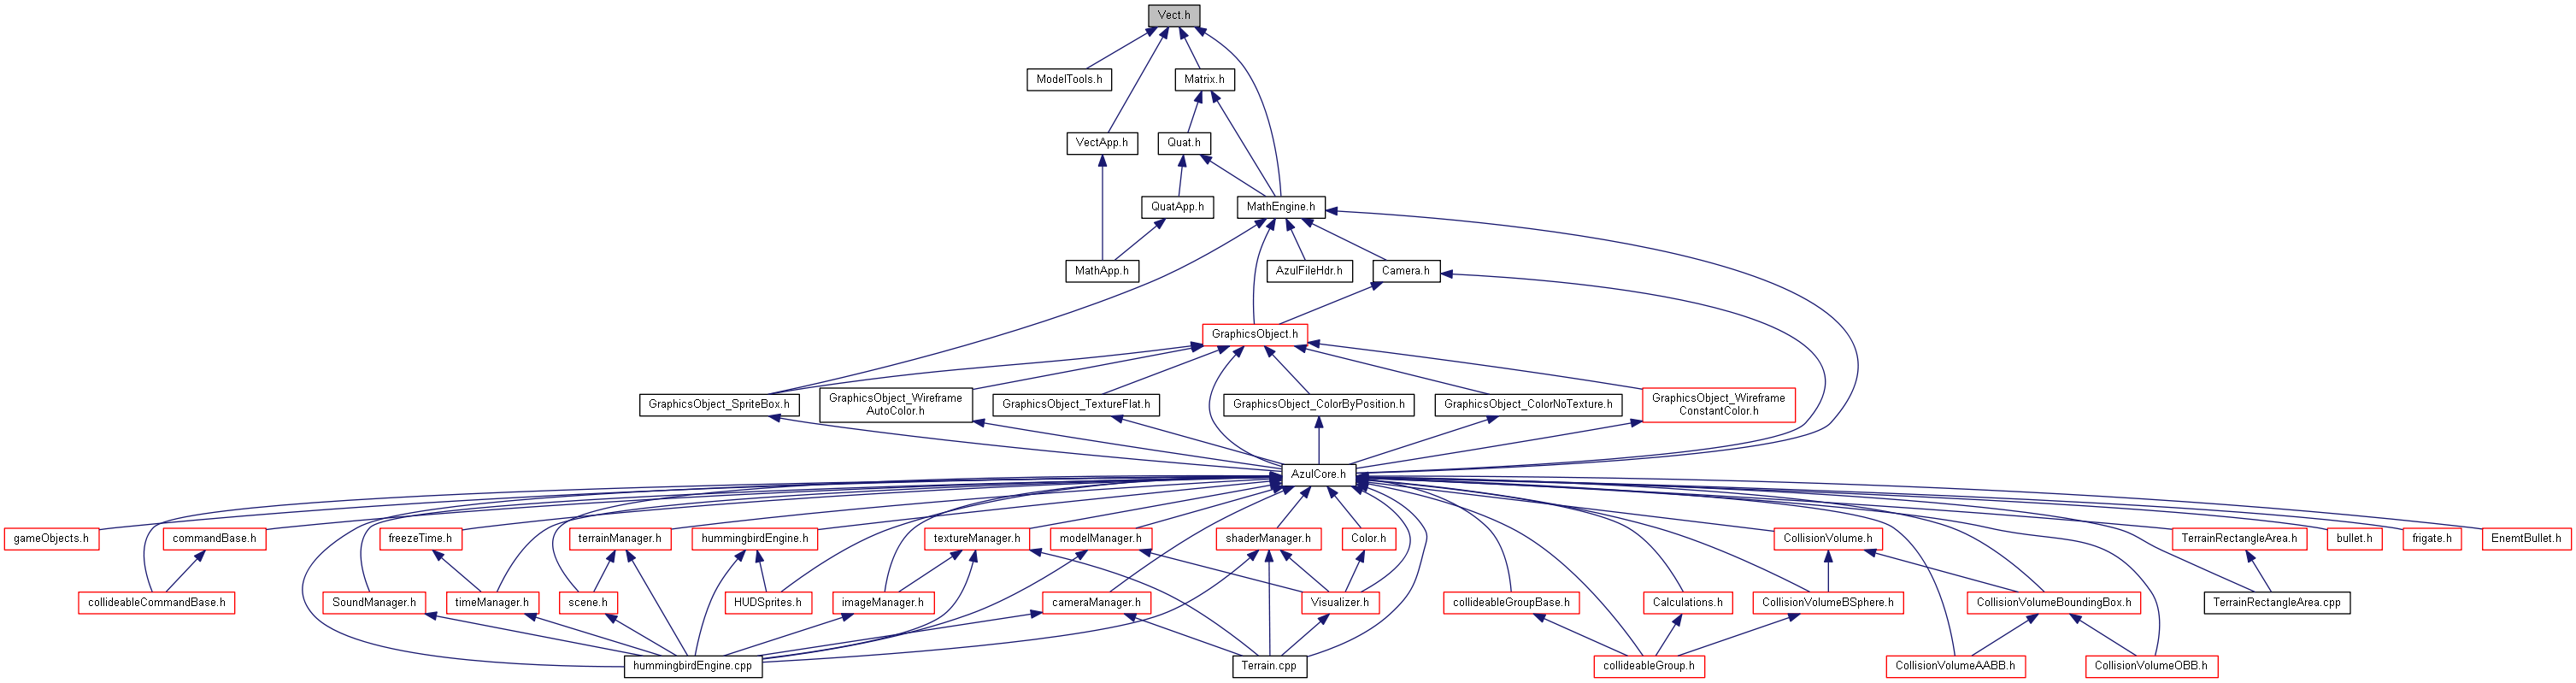 Vect.h
ModelTools.h
Matrix.h
VectApp.h
Quat.h
QuatApp.h
MathEngine.h
MathApp.h
AzulFileHdr.h
Camera.h
GraphicsObject.h
GraphicsObject_SpriteBox.h
GraphicsObject_Wireframe
AutoColor.h
GraphicsObject_TextureFlat.h
GraphicsObject_ColorByPosition.h
GraphicsObject_ColorNoTexture.h
GraphicsObject_Wireframe
ConstantColor.h
AzulCore.h
gameObjects.h
commandBase.h
freezeTime.h
terrainManager.h
hummingbirdEngine.h
textureManager.h
modelManager.h
shaderManager.h
Color.h
CollisionVolume.h
TerrainRectangleArea.h
bullet.h
frigate.h
EnemtBullet.h
collideableCommandBase.h
SoundManager.h
timeManager.h
scene.h
HUDSprites.h
imageManager.h
cameraManager.h
Visualizer.h
collideableGroupBase.h
Calculations.h
CollisionVolumeBSphere.h
CollisionVolumeBoundingBox.h
TerrainRectangleArea.cpp
hummingbirdEngine.cpp
Terrain.cpp
collideableGroup.h
CollisionVolumeAABB.h
CollisionVolumeOBB.h